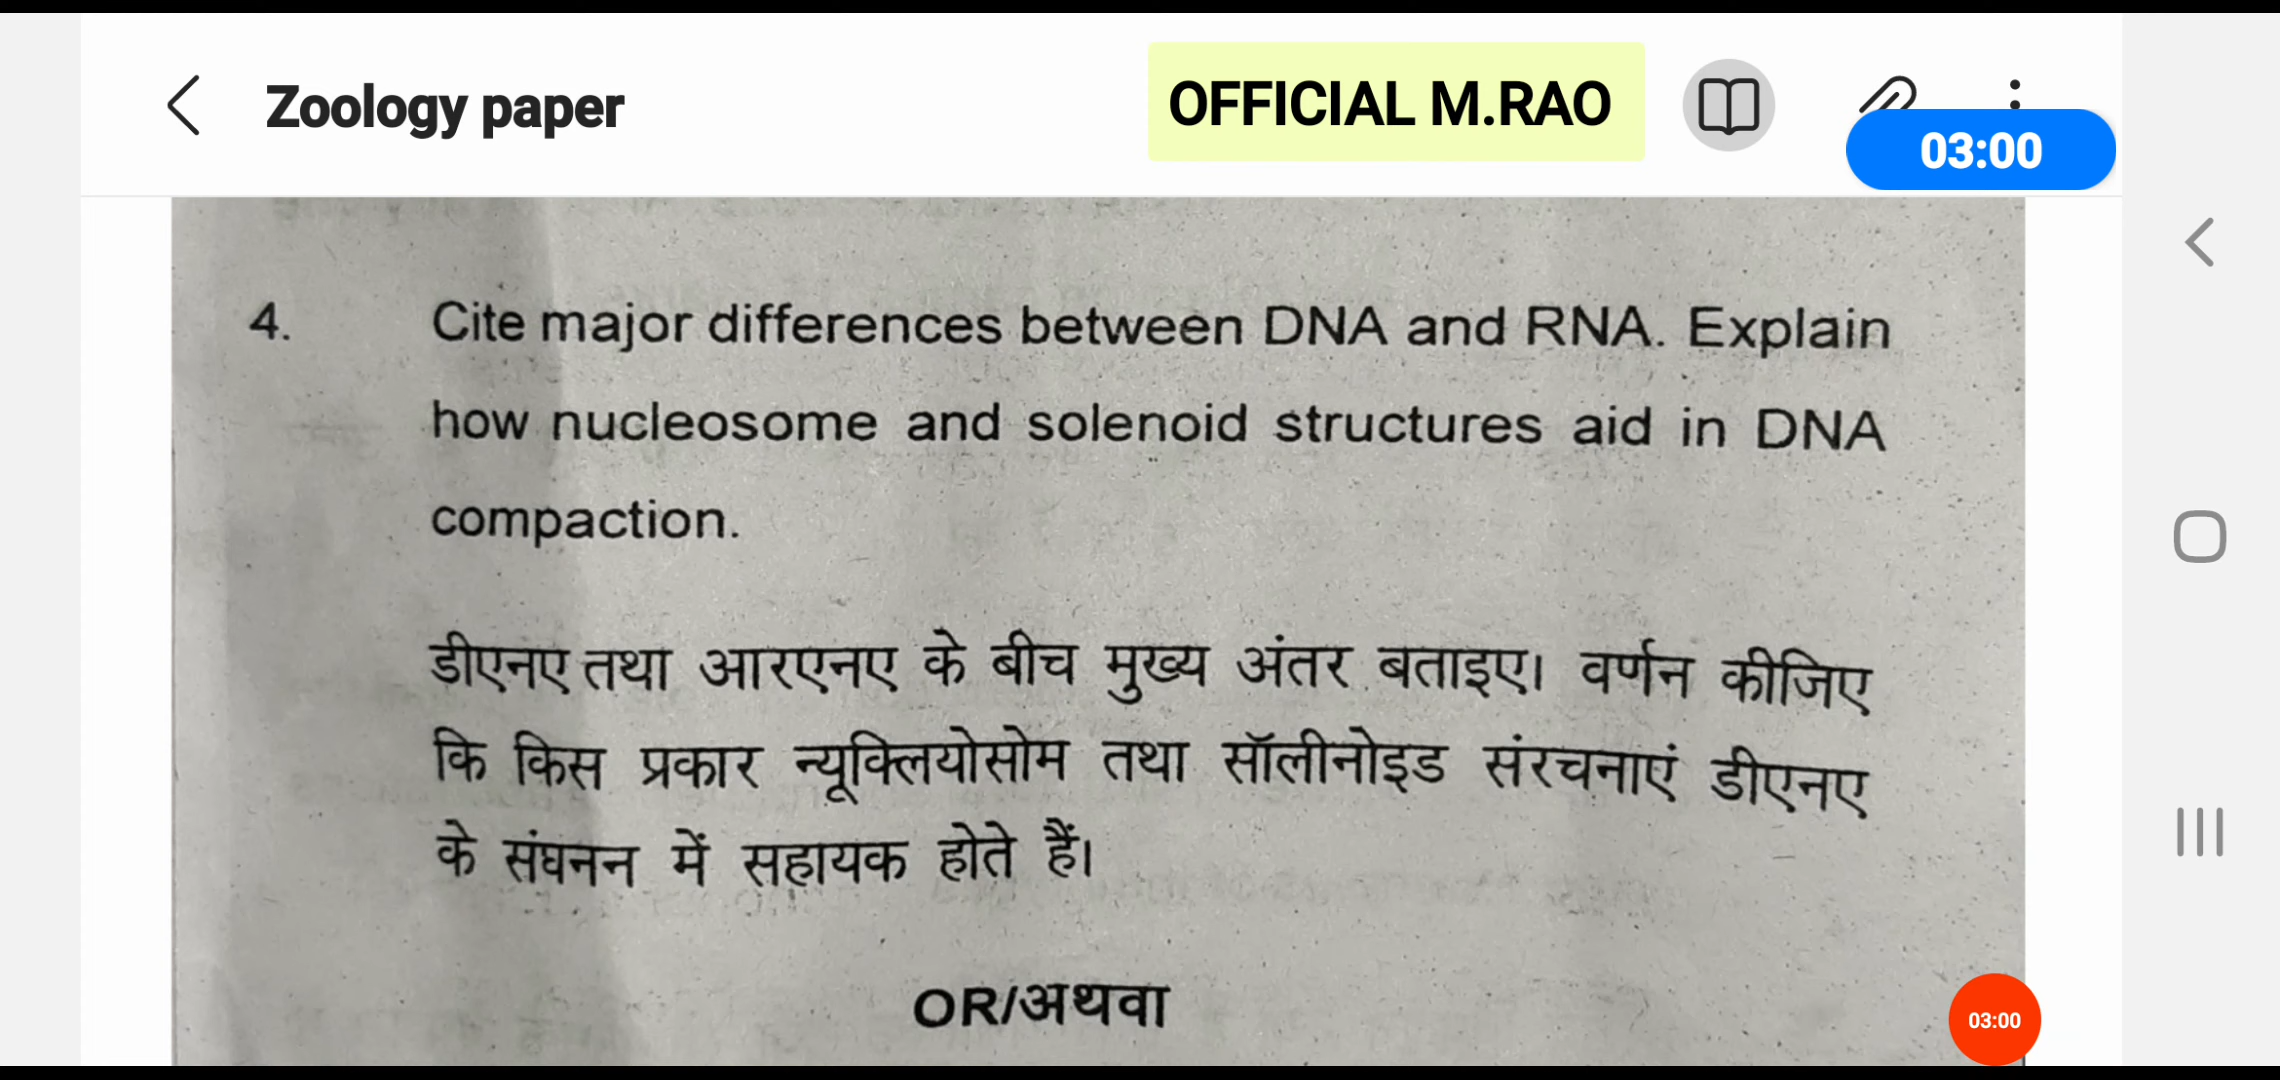 Zoology paper
OFFICIAL M.RAO
03:00
4. Cite major differences between DNA and RNA. Explain
how nucleosome and solenoid structures aid in DNA
compaction.
डीएनए तथा आरएनए के बीच मुख्य अंतर बताइए। वर्णन कीजिए
कि किस प्रकार न्यूक्लियोसोम तथा सॉलीनोइड संरचनाएं डीएनए
के संघनन में सहायक होते हैं।
OR/अथवा
03:00